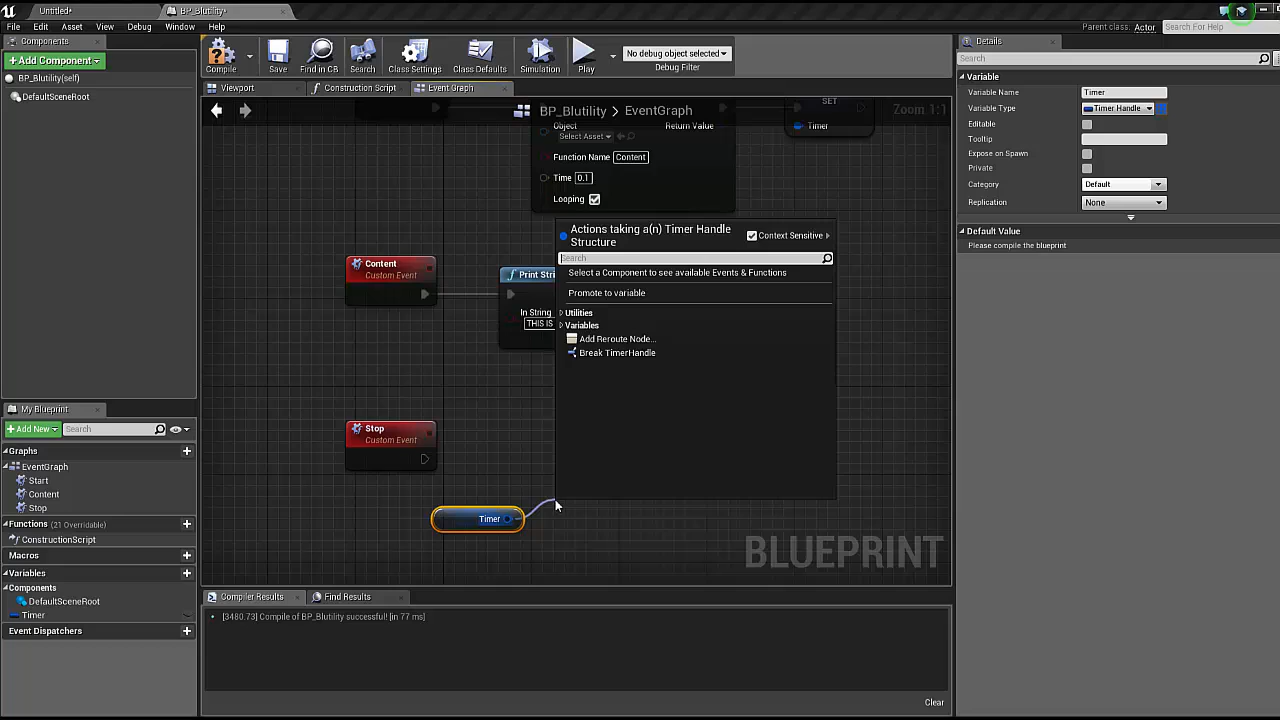 Untitled*
BP_Blutility*
File Edit Asset View Debug Window Help
Parent class: Actor
Search For Help
Components
+Add Component
BP_Blutility(self)
DefaultSceneRoot
Compile
Save
Find in CB
Search
Class Settings
Class Defaults
Simulation
Play
No debug object selected
Debug Filter
Viewport
Construction Script
Event Graph
BP_Blutility > EventGraph
Zoom 1:1
Object
Select Asset
Return Value
Function Name Content
Time 0.1
Looping
SET
Timer
Content
Custom Event
Print Stri
In String
THIS IS
Stop
Custom Event
Timer
Actions taking a(n) Timer Handle
Structure
Context Sensitive
Search
Select a Component to see available Events & Functions
Promote to variable
Utilities
Variables
Add Reroute Node...
Break TimerHandle
BLUEPRINT
My Blueprint
+Add New
Search
Graphs
EventGraph
Start
Content
Stop
Functions (21 Overridable)
ConstructionScript
Macros
Variables
Components
DefaultSceneRoot
Timer
Event Dispatchers
Compiler Results
Find Results
[3480.73] Compile of BP_Blutility successful! [in 77 ms]
Clear
Details
Search
Variable
Variable Name Timer
Variable Type Timer Handle
Editable
Tooltip
Expose on Spawn
Private
Category Default
Replication None
Default Value
Please compile the blueprint